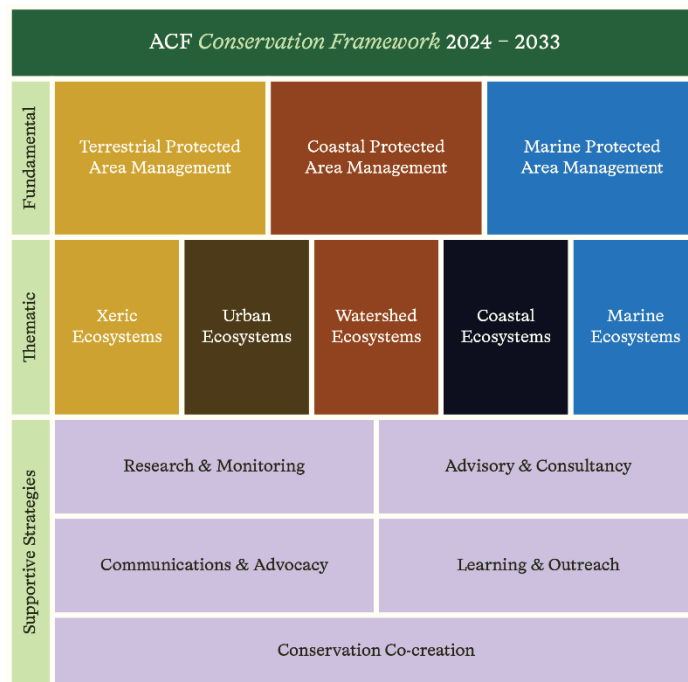 ACF Conservation Framework 2024 – 2033
Fundamental
Terrestrial Protected
Area Management
Coastal Protected
Area Management
Marine Protected
Area Management
Thematic
Xeric
Ecosystems
Urban
Ecosystems
Watershed
Ecosystems
Coastal
Ecosystems
Marine
Ecosystems
Supportive Strategies
Research & Monitoring
Advisory & Consultancy
Communications & Advocacy
Learning & Outreach
Conservation Co-creation